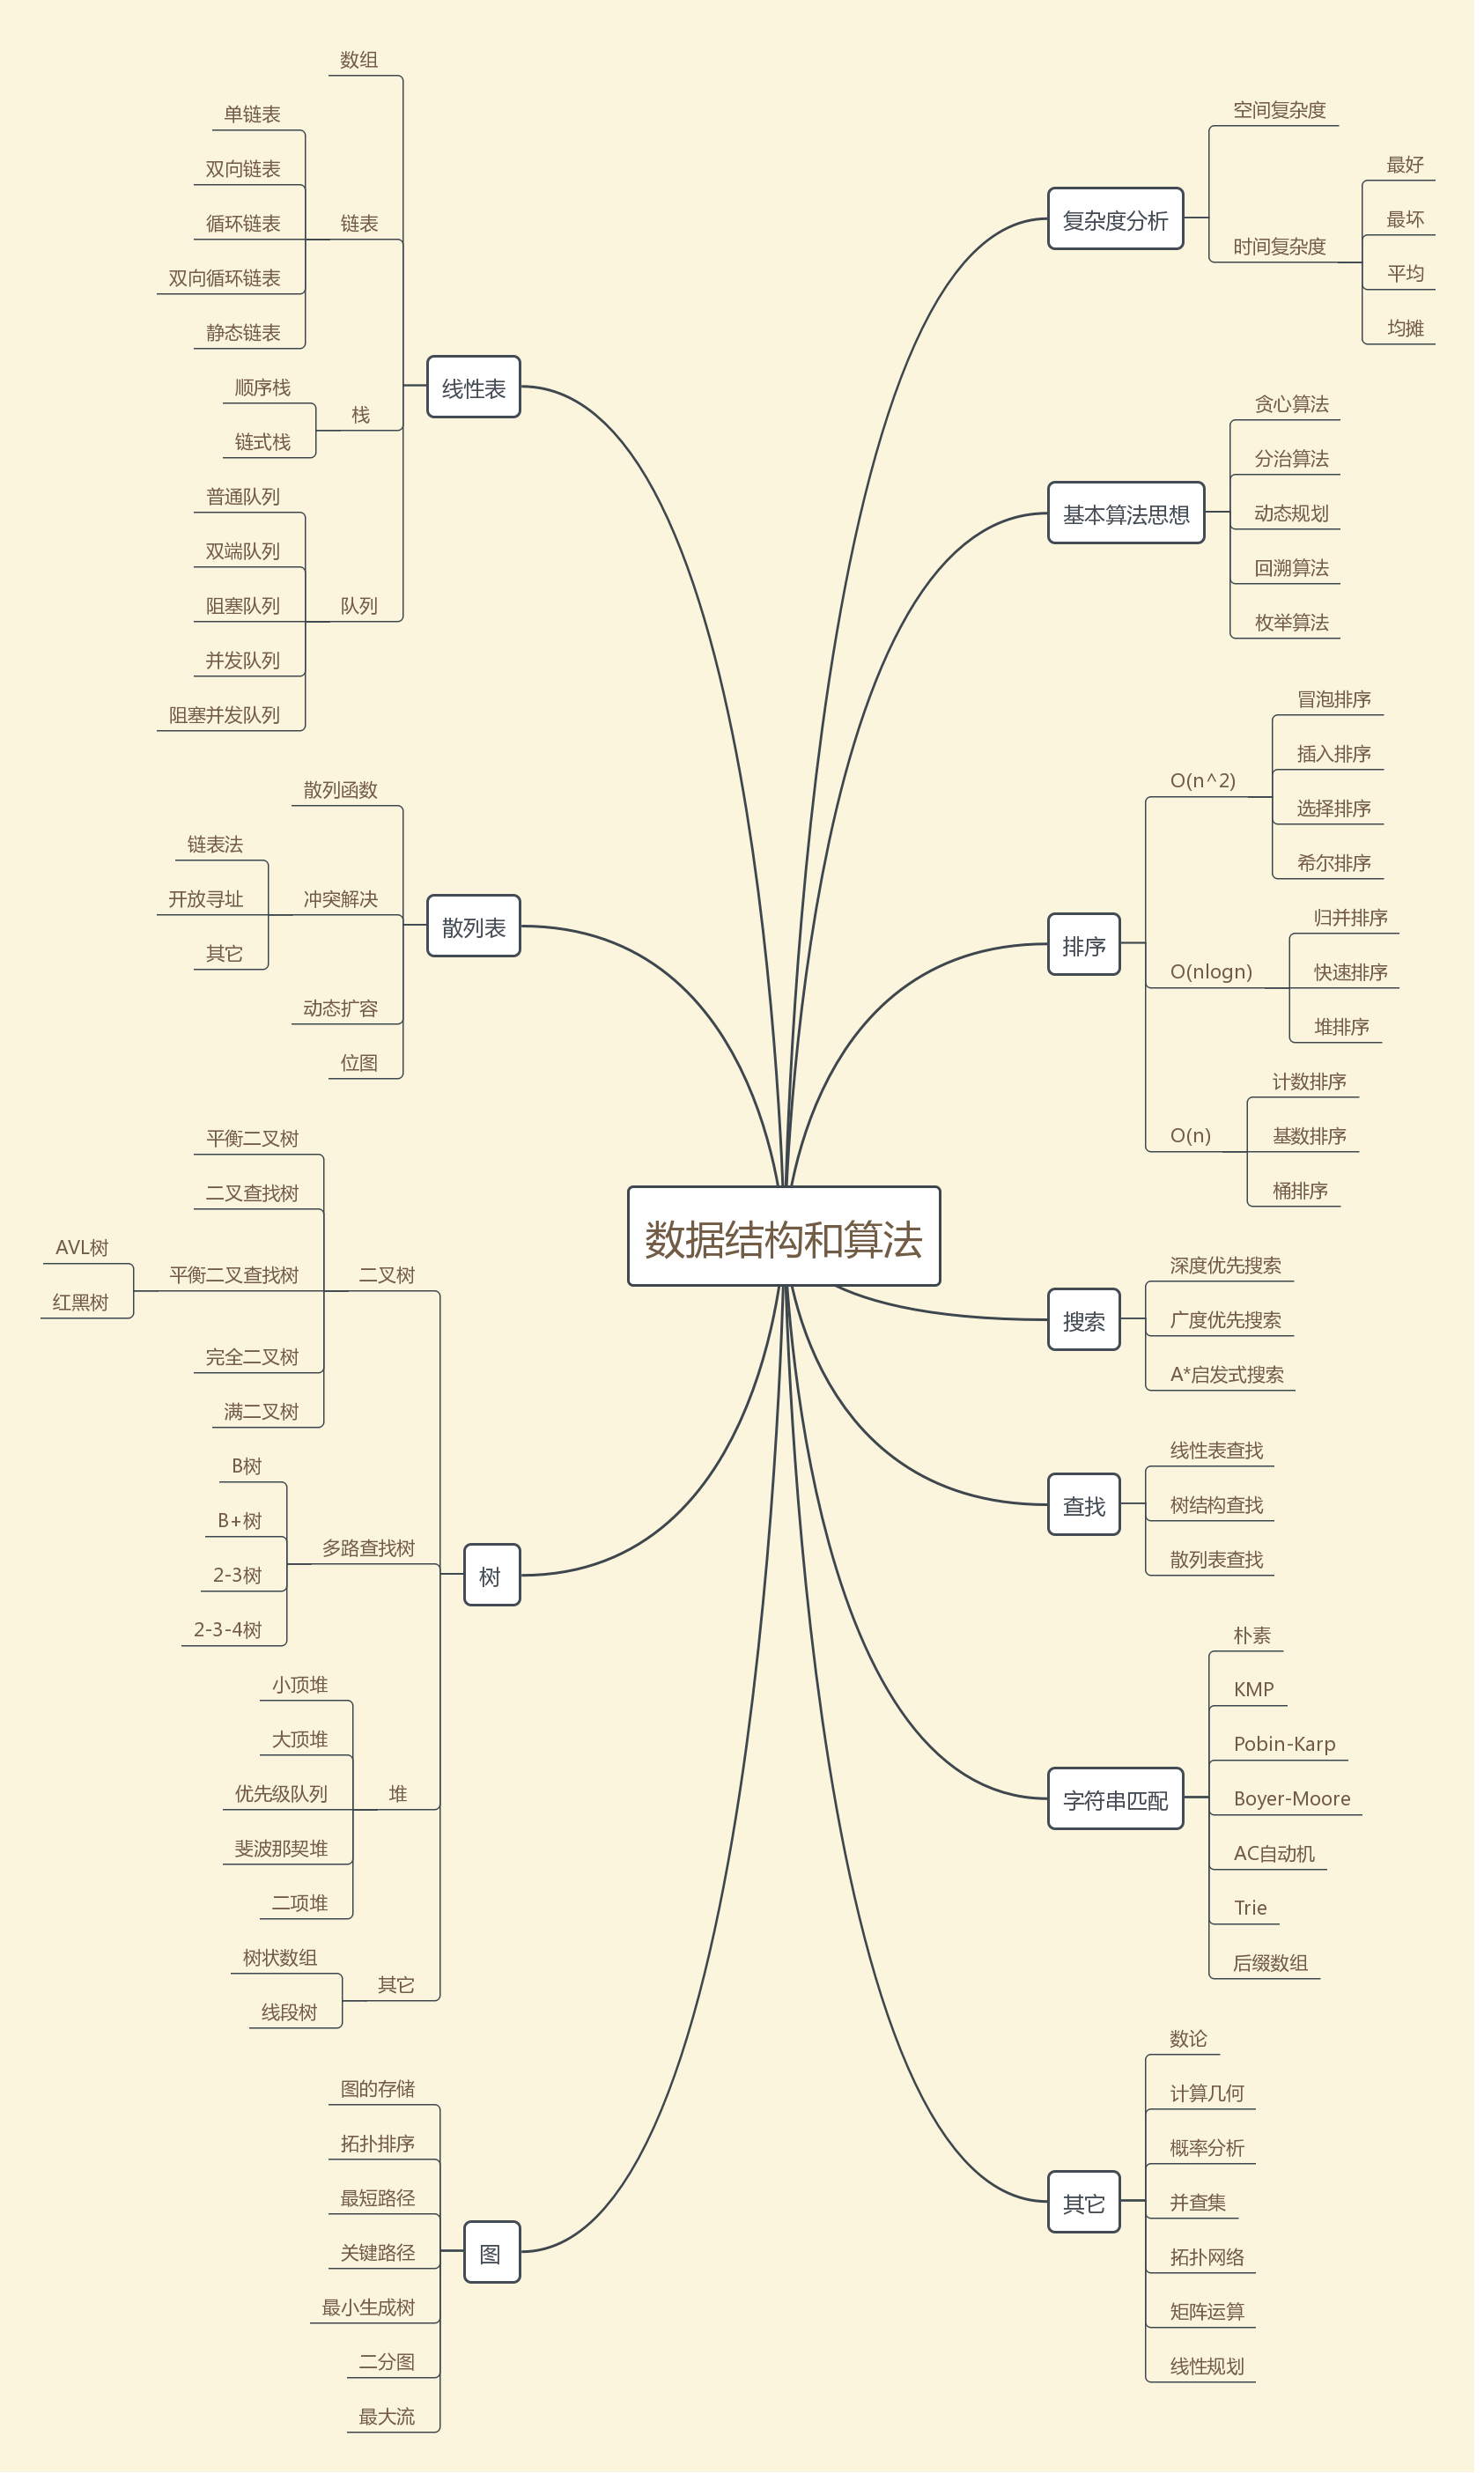 数据结构和算法
线性表
数组
链表
单链表
双向链表
循环链表
双向循环链表
静态链表
栈
顺序栈
链式栈
队列
普通队列
双端队列
阻塞队列
并发队列
阻塞并发队列
散列表
散列函数
冲突解决
链表法
开放寻址
其它
动态扩容
位图
树
二叉树
平衡二叉树
二叉查找树
平衡二叉查找树
AVL树
红黑树
完全二叉树
满二叉树
多路查找树
B树
B+树
2-3树
2-3-4树
堆
小顶堆
大顶堆
优先级队列
斐波那契堆
二项堆
其它
树状数组
线段树
图
图的存储
拓扑排序
最短路径
关键路径
最小生成树
二分图
最大流
复杂度分析
空间复杂度
时间复杂度
最好
最坏
平均
均摊
基本算法思想
贪心算法
分治算法
动态规划
回溯算法
枚举算法
排序
O(n^2)
冒泡排序
插入排序
选择排序
希尔排序
O(nlogn)
归并排序
快速排序
堆排序
O(n)
计数排序
基数排序
桶排序
搜索
深度优先搜索
广度优先搜索
A*启发式搜索
查找
线性表查找
树结构查找
散列表查找
字符串匹配
朴素
KMP
Pobin-Karp
Boyer-Moore
AC自动机
Trie
后缀数组
其它
数论
计算几何
概率分析
并查集
拓扑网络
矩阵运算
线性规划